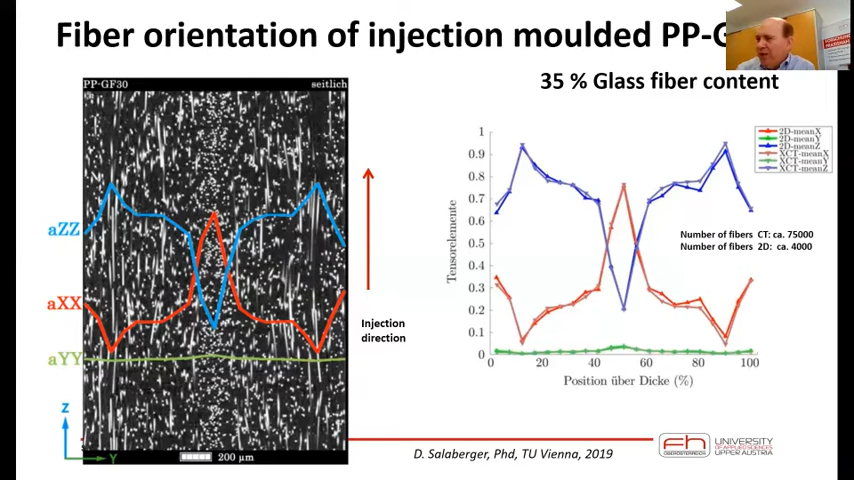 Fiber orientation of injection moulded PP-G
35 % Glass fiber content
PP-GF30
seitlich
aZZ
aXX
aYY
z
Y
200 µm
Injection
direction
1
0.9
0.8
0.7
0.6
0.5
0.4
0.3
0.2
0.1
0
Tensorelemente
0
20
40
60
80
100
Position über Dicke (%)
2D-meanX
2D-meanY
2D-meanZ
XCT-meanX
XCT-meanY
XCT-meanZ
Number of fibers CT: ca. 75000
Number of fibers 2D: ca. 4000
D. Salaberger, Phd, TU Vienna, 2019
fh
OBERÖSTERREICH
UNIVERSITY
OF APPLIED SCIENCES
UPPER AUSTRIA